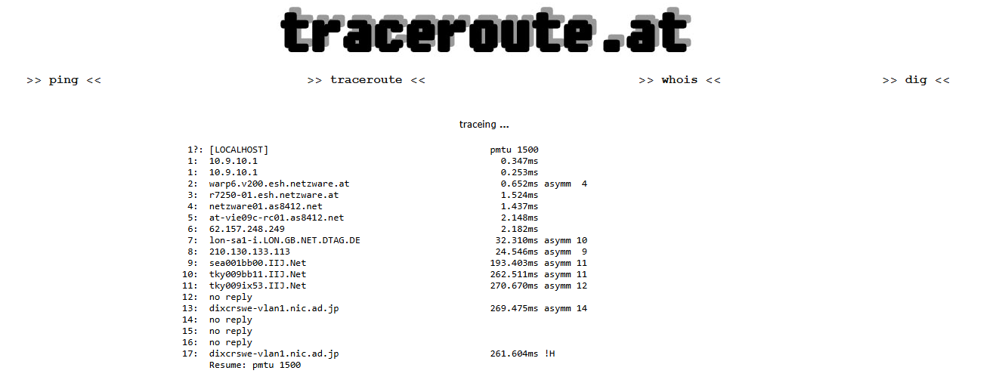 traceroute.at
>> ping << >> traceroute << >> whois << >> dig <<
traceing ...
1?: [LOCALHOST] pmtu 1500
1: 10.9.10.1 0.347ms
1: 10.9.10.1 0.253ms
2: warp6.v200.esh.netzware.at 0.652ms asymm 4
3: r7250-01.esh.netzware.at 1.524ms
4: netzware01.as8412.net 1.437ms
5: at-vie09c-rc01.as8412.net 2.148ms
6: 62.157.248.249 2.182ms
7: lon-sa1-i.LON.GB.NET.DTAG.DE 32.310ms asymm 10
8: 210.130.133.113 24.546ms asymm 9
9: sea001bb00.IIJ.Net 193.403ms asymm 11
10: tky009bb11.IIJ.Net 262.511ms asymm 11
11: tky009ix53.IIJ.Net 270.670ms asymm 12
12: no reply
13: dixcrswe-vlan1.nic.ad.jp 269.475ms asymm 14
14: no reply
15: no reply
16: no reply
17: dixcrswe-vlan1.nic.ad.jp 261.604ms !H
Resume: pmtu 1500